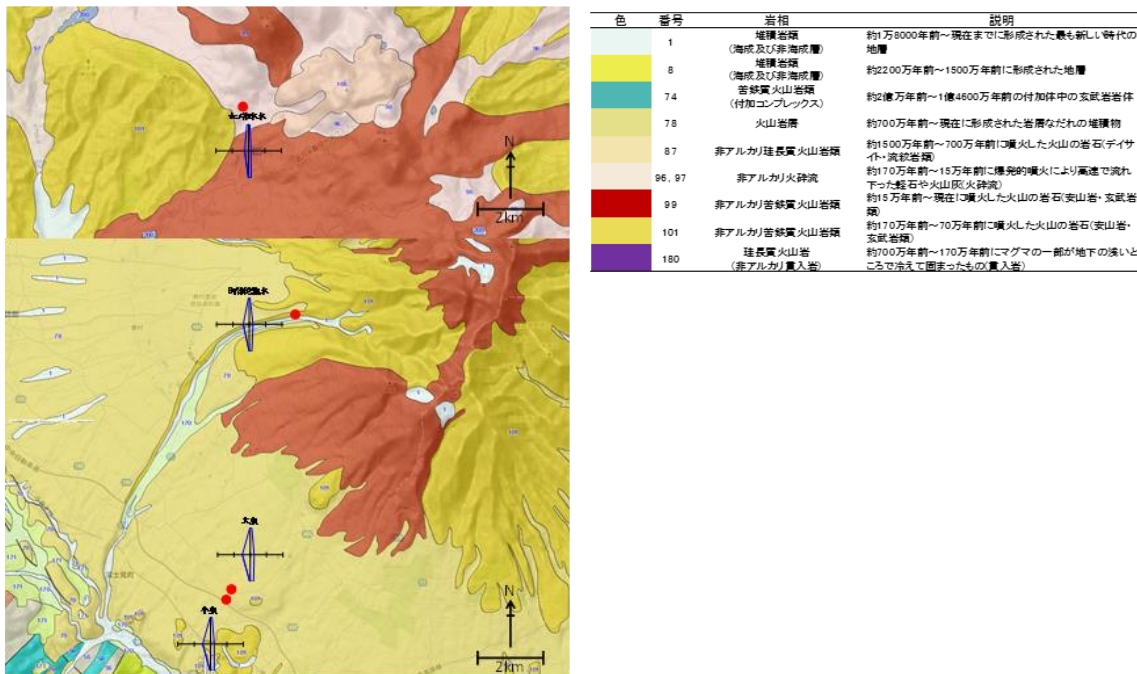 色 番号 岩相 説明
1 堆積岩類 約1万8000年前~現在までに形成された最も新しい時代の
(海成及び非海成層) 地層
8 堆積岩類 約2200万年前~1500万年前に形成された地層
(海成及び非海成層)
74 苦鉄質火山岩類 約2億万年前~1億4600万年前の付加体中の玄武岩岩体
(付加コンプレックス)
78 火山岩屑 約700万年前~現在に形成された岩屑なだれの堆積物
87 非アルカリ珪長質火山岩類 約1500万年前~700万年前に噴火した火山の岩石(デイサ
イト・流紋岩類)
96, 97 非アルカリ火砕流 約170万年前~15万年前に爆発的噴火により高速で流れ
下った軽石や火山灰(火砕流)
99 非アルカリ苦鉄質火山岩類 約15万年前~現在に噴火した火山の岩石(安山岩・玄武岩
類)
101 非アルカリ苦鉄質火山岩類 約170万年前~70万年前に噴火した火山の岩石(安山岩・
玄武岩類)
180 珪長質火山岩 約700万年前~170万年前にマグマの一部が地下の浅いと
(非アルカリ貫入岩) ころで冷えて固まったもの(貫入岩)
N
2km
大泉
小泉
富士見町
N
2km